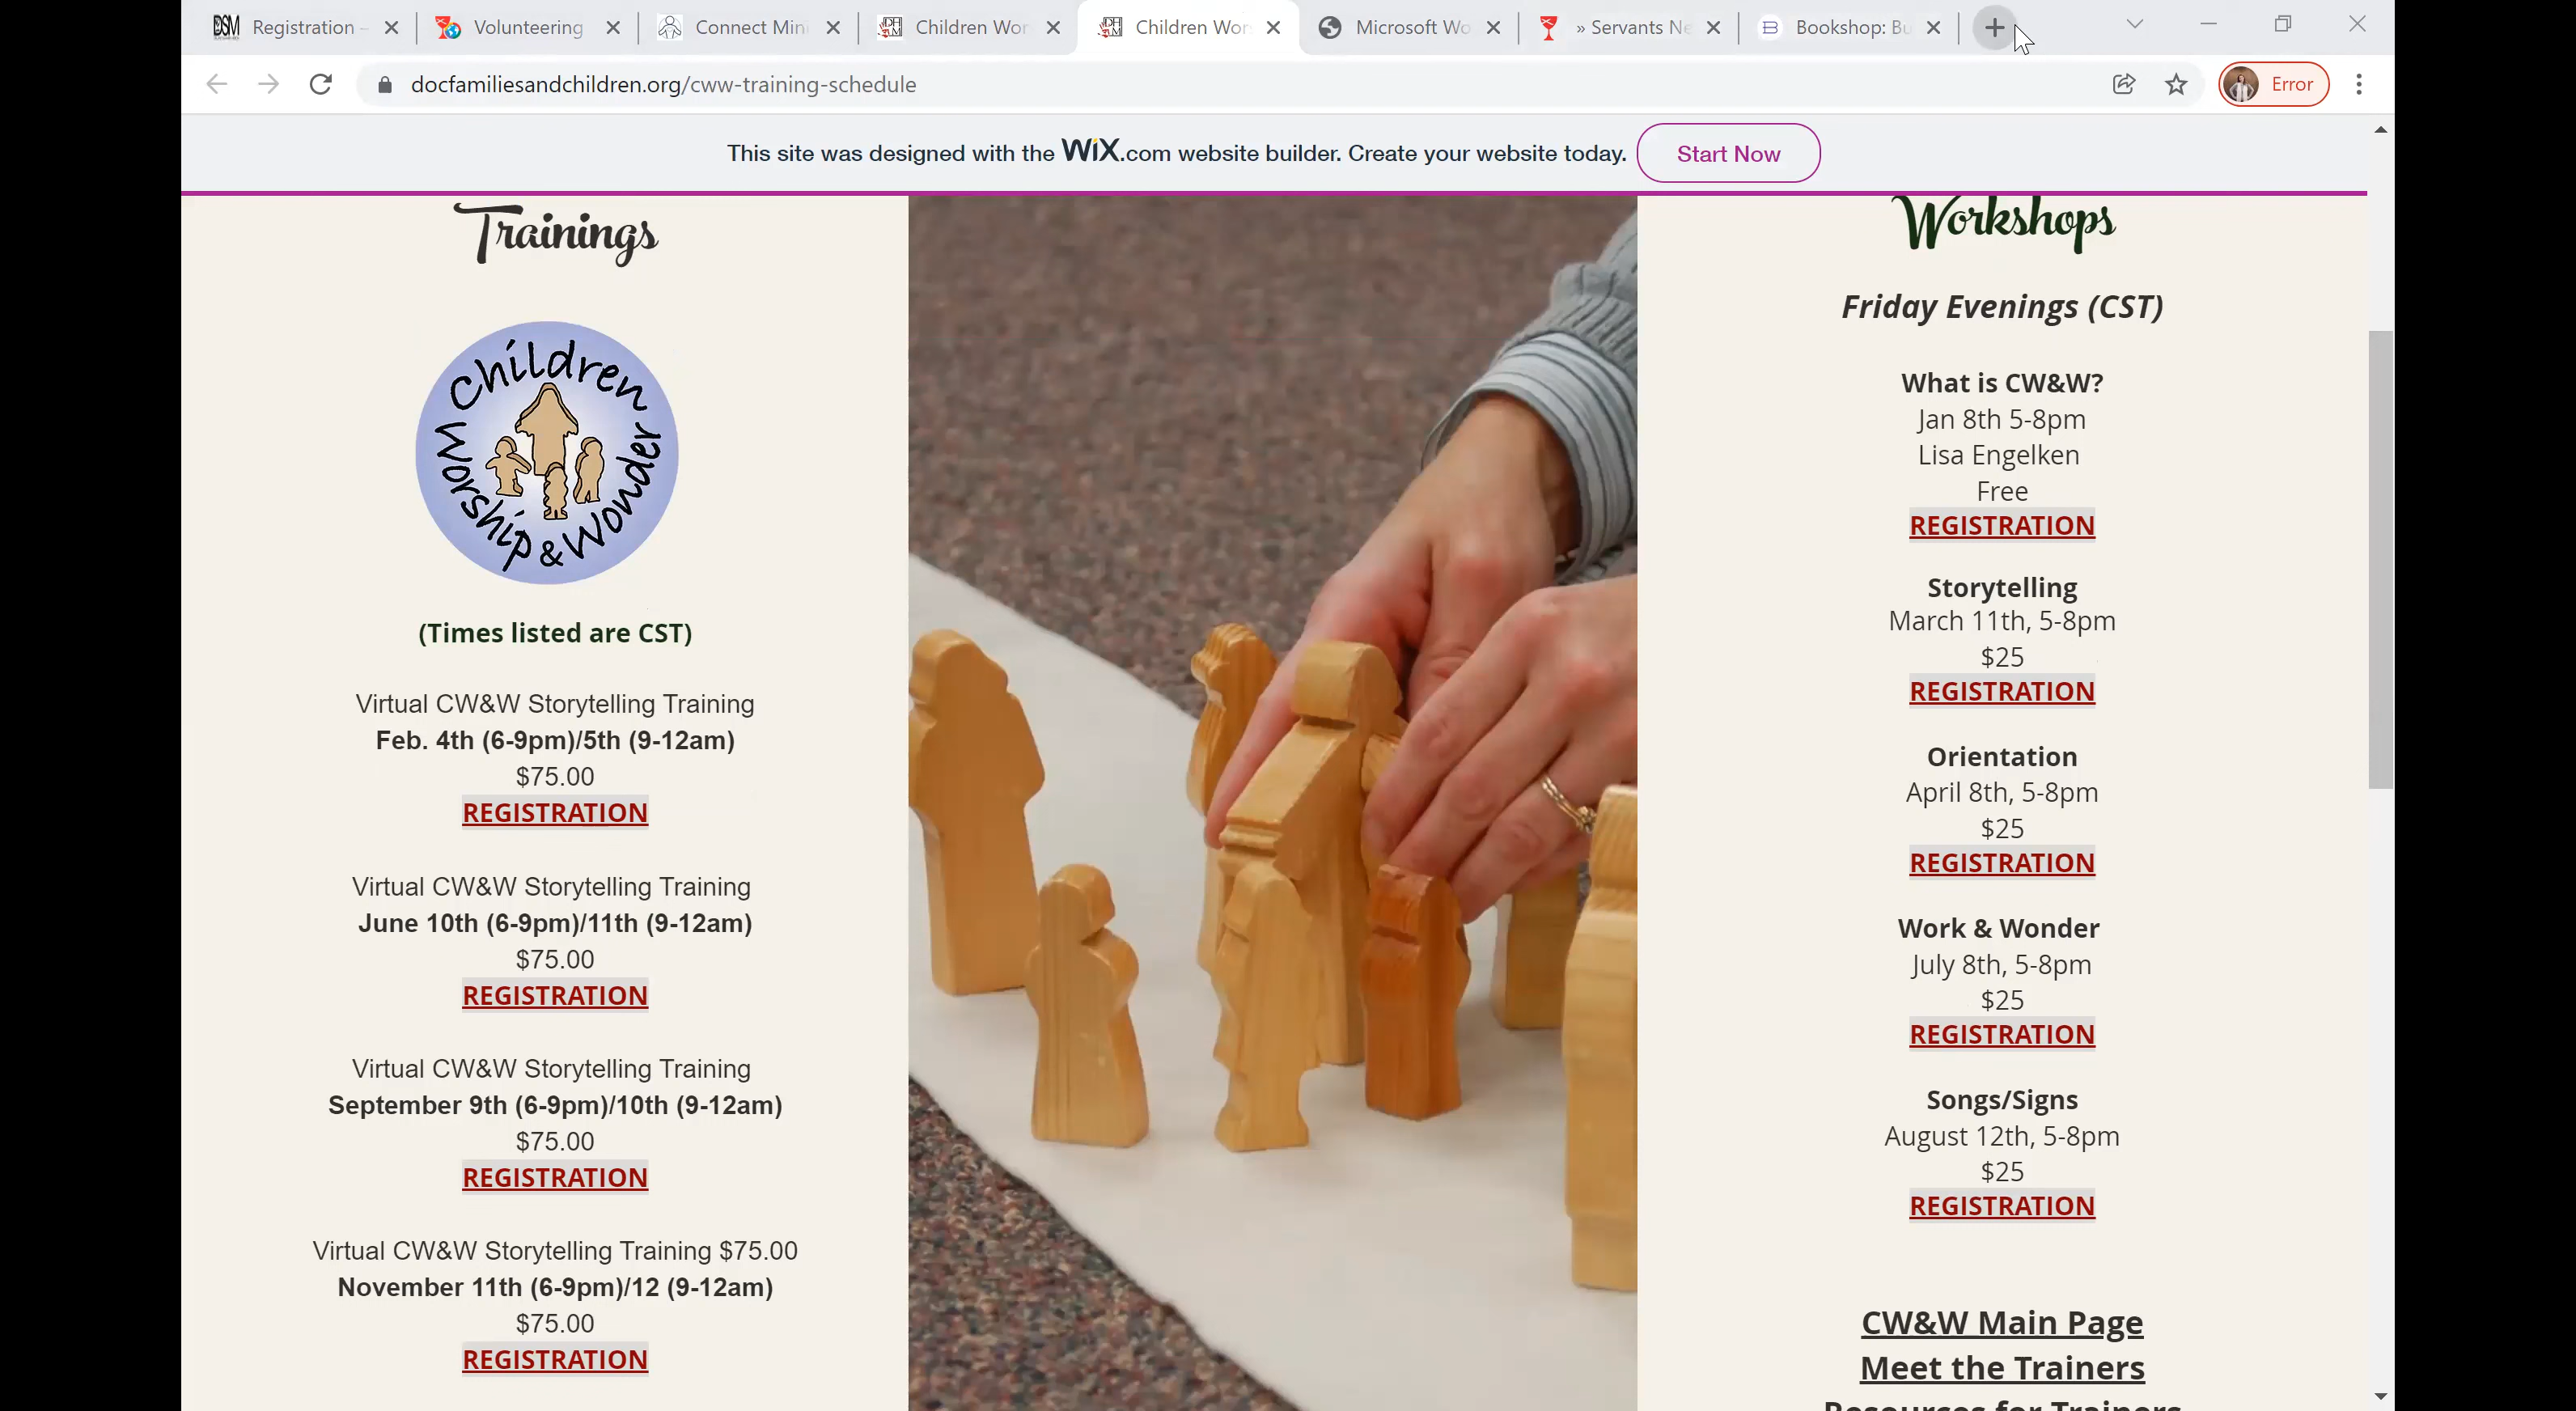 Registration –
Volunteering
Connect Min
Children Wor
Children Wor
Microsoft Wo
» Servants Ne
Bookshop: Bu
docfamiliesandchildren.org/cww-training-schedule
Error
This site was designed with the WiX.com website builder. Create your website today.
Start Now
Trainings
Children
Worship & Wonder
(Times listed are CST)
Virtual CW&W Storytelling Training
Feb. 4th (6-9pm)/5th (9-12am)
$75.00
REGISTRATION
Virtual CW&W Storytelling Training
June 10th (6-9pm)/11th (9-12am)
$75.00
REGISTRATION
Virtual CW&W Storytelling Training
September 9th (6-9pm)/10th (9-12am)
$75.00
REGISTRATION
Virtual CW&W Storytelling Training $75.00
November 11th (6-9pm)/12 (9-12am)
$75.00
REGISTRATION
Workshops
Friday Evenings (CST)
What is CW&W?
Jan 8th 5-8pm
Lisa Engelken
Free
REGISTRATION
Storytelling
March 11th, 5-8pm
$25
REGISTRATION
Orientation
April 8th, 5-8pm
$25
REGISTRATION
Work & Wonder
July 8th, 5-8pm
$25
REGISTRATION
Songs/Signs
August 12th, 5-8pm
$25
REGISTRATION
CW&W Main Page
Meet the Trainers
Resources for Trainers